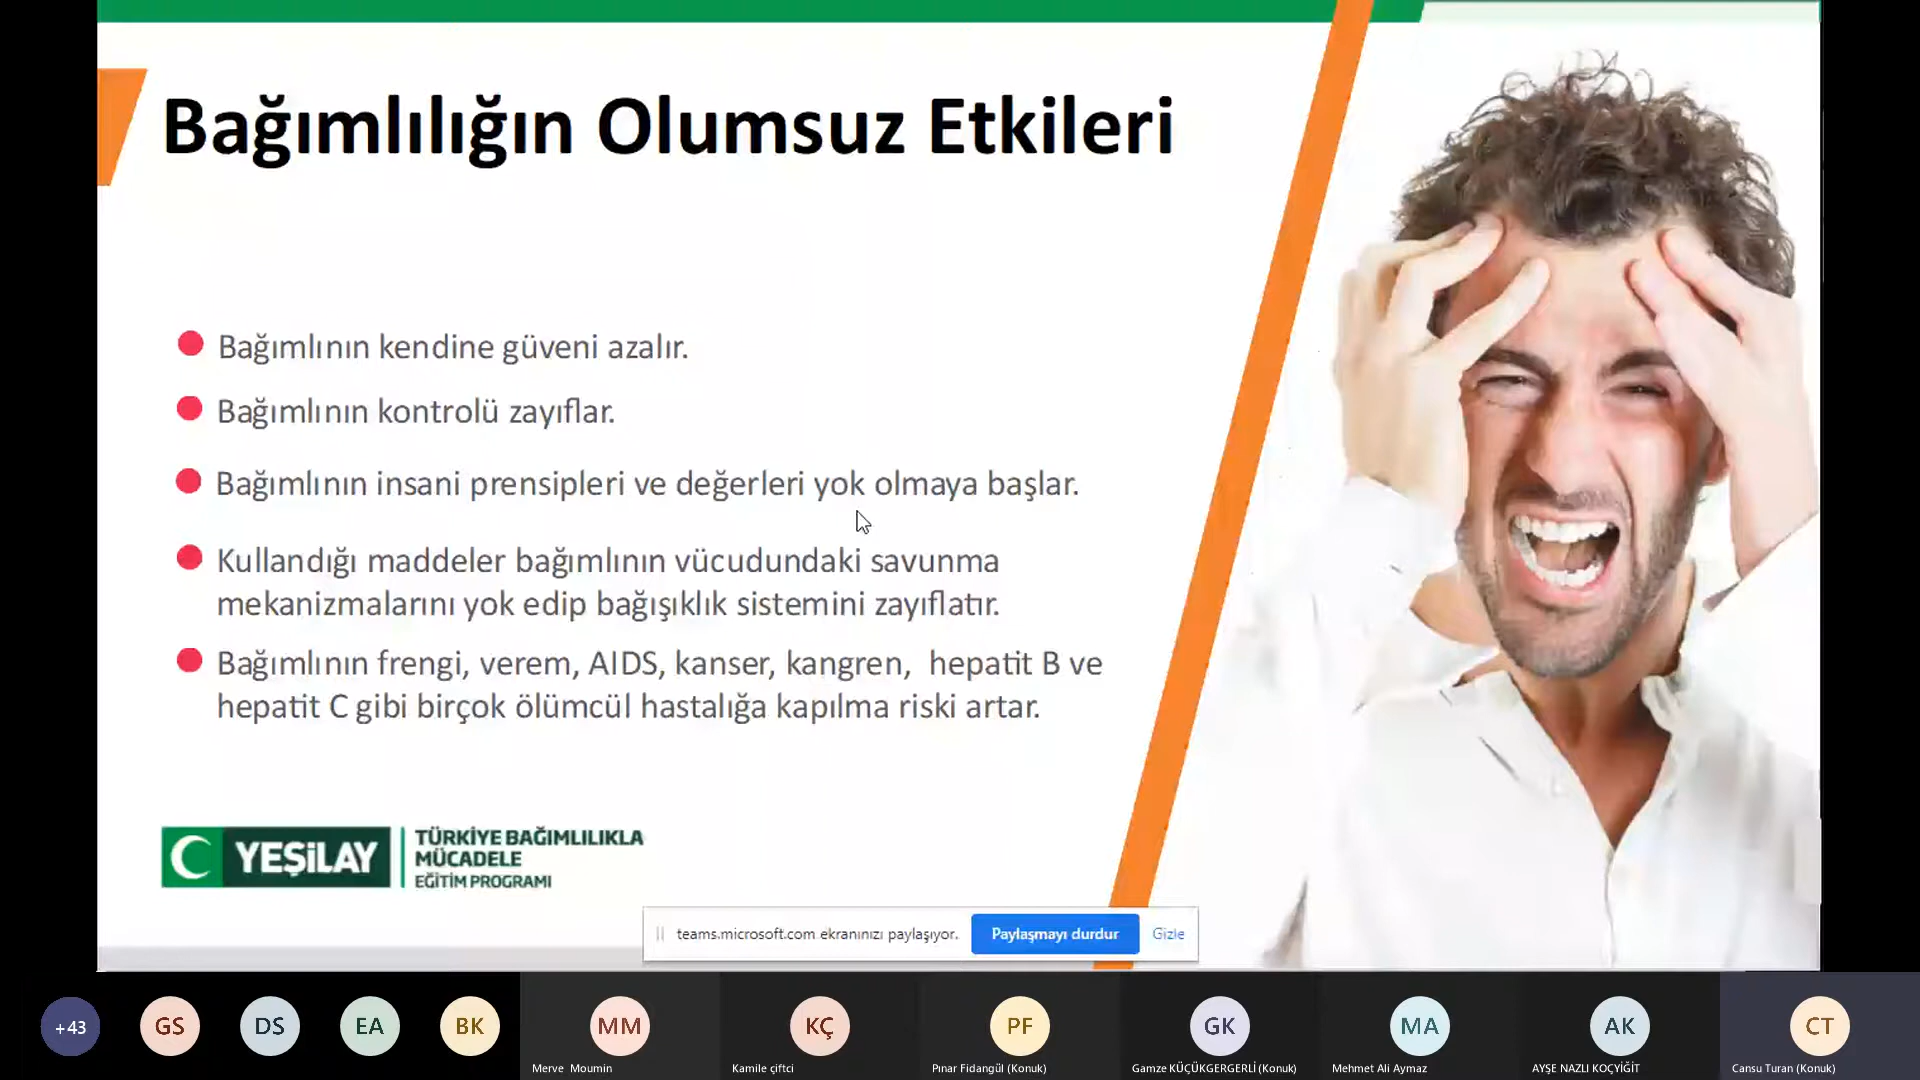 Bağımlılığın Olumsuz Etkileri
Bağımlının kendine güveni azalır.
Bağımlının kontrolü zayıflar.
Bağımlının insani prensipleri ve değerleri yok olmaya başlar.
Kullandığı maddeler bağımlının vücudundaki savunma
mekanizmalarını yok edip bağışıklık sistemini zayıflatır.
Bağımlının frengi, verem, AIDS, kanser, kangren, hepatit B ve
hepatit C gibi birçok ölümcül hastalığa kapılma riski artar.
YEŞİLAY
TÜRKİYE BAĞIMLILIKLA
MÜCADELE
EĞİTİM PROGRAMI
teams.microsoft.com ekranınızı paylaşıyor.
Paylaşmayı durdur
Gizle
+43
GS
DS
EA
BK
MM
KÇ
PF
GK
MA
AK
CT
Merve Moumin
Kamile çiftci
Pınar Fidangül (Konuk)
Gamze KÜÇÜKGERGERLİ (Konuk)
Mehmet Ali Aymaz
AYŞE NAZLI KOÇYİĞİT
Cansu Turan (Konuk)